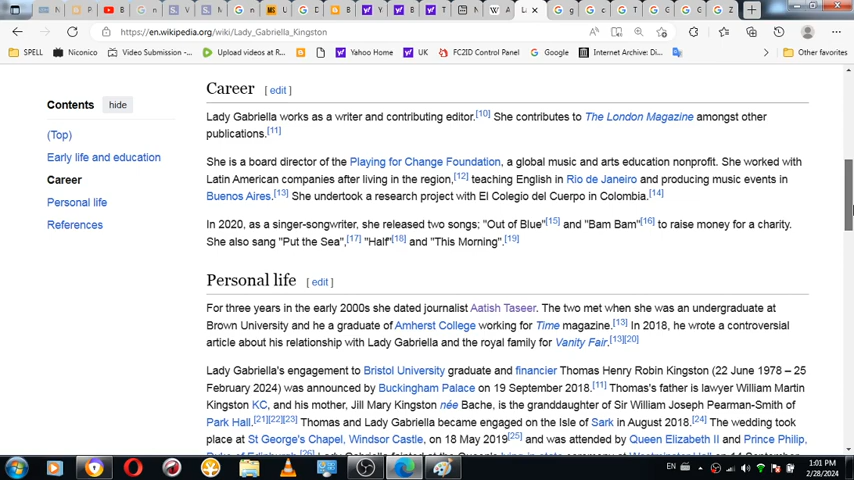 https://en.wikipedia.org/wiki/Lady_Gabriella_Kingston
SPELL Niconico Video Submission -... Upload videos at R... Yahoo Home UK FC2ID Control Panel Google Internet Archive: Di... Other favorites
Contents hide
(Top)
Early life and education
Career
Personal life
References
Career [ edit ]
Lady Gabriella works as a writer and contributing editor.[10] She contributes to The London Magazine amongst other
publications.[11]
She is a board director of the Playing for Change Foundation, a global music and arts education nonprofit. She worked with
Latin American companies after living in the region,[12] teaching English in Rio de Janeiro and producing music events in
Buenos Aires.[13] She undertook a research project with El Colegio del Cuerpo in Colombia.[14]
In 2020, as a singer-songwriter, she released two songs; "Out of Blue"[15] and "Bam Bam"[16] to raise money for a charity.
She also sang "Put the Sea",[17] "Half"[18] and "This Morning".[19]
Personal life [ edit ]
For three years in the early 2000s she dated journalist Aatish Taseer. The two met when she was an undergraduate at
Brown University and he a graduate of Amherst College working for Time magazine.[13] In 2018, he wrote a controversial
article about his relationship with Lady Gabriella and the royal family for Vanity Fair.[13][20]
Lady Gabriella's engagement to Bristol University graduate and financier Thomas Henry Robin Kingston (22 June 1978 – 25
February 2024) was announced by Buckingham Palace on 19 September 2018.[11] Thomas's father is lawyer William Martin
Kingston KC, and his mother, Jill Mary Kingston née Bache, is the granddaughter of Sir William Joseph Pearman-Smith of
Park Hall.[21][22][23] Thomas and Lady Gabriella became engaged on the Isle of Sark in August 2018.[24] The wedding took
place at St George's Chapel, Windsor Castle, on 18 May 2019[25] and was attended by Queen Elizabeth II and Prince Philip,
EN
1:01 PM
2/28/2024